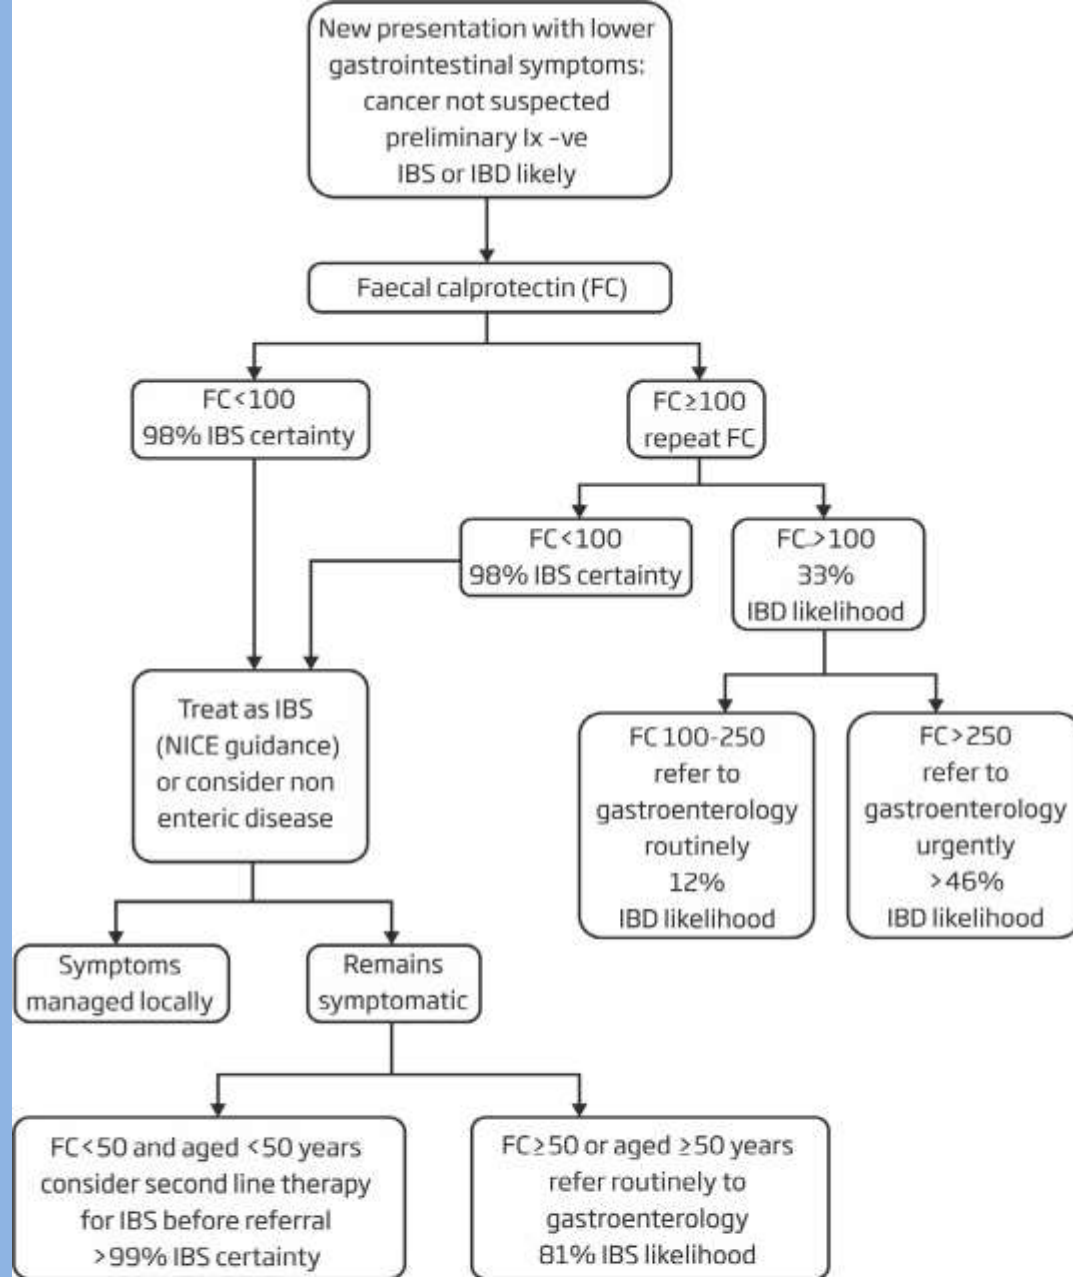 New presentation with lower
gastrointestinal symptoms:
cancer not suspected
preliminary Ix -ve
IBS or IBD likely
Faecal calprotectin (FC)
FC<100
98% IBS certainty
FC≥100
repeat FC
FC<100
98% IBS certainty
FC>100
33%
IBD likelihood
Treat as IBS
(NICE guidance)
or consider non
enteric disease
FC 100-250
refer to
gastroenterology
routinely
12%
IBD likelihood
FC>250
refer to
gastroenterology
urgently
>46%
IBD likelihood
Symptoms
managed locally
Remains
symptomatic
FC<50 and aged <50 years
consider second line therapy
for IBS before referral
>99% IBS certainty
FC≥50 or aged ≥50 years
refer routinely to
gastroenterology
81% IBS likelihood